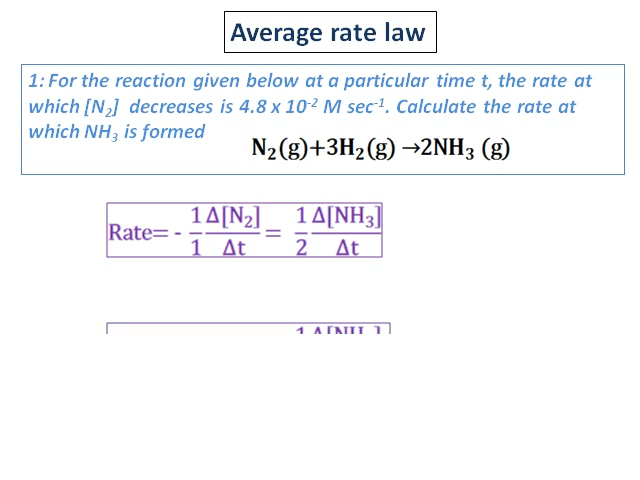 Average rate law
1: For the reaction given below at a particular time t, the rate at
which [N₂] decreases is 4.8 x 10⁻² M sec⁻¹. Calculate the rate at
which NH₃ is formed
N₂(g)+3H₂(g) →2NH₃ (g)
Rate= - 1/1 Δ[N₂]/Δt = 1/2 Δ[NH₃]/Δt